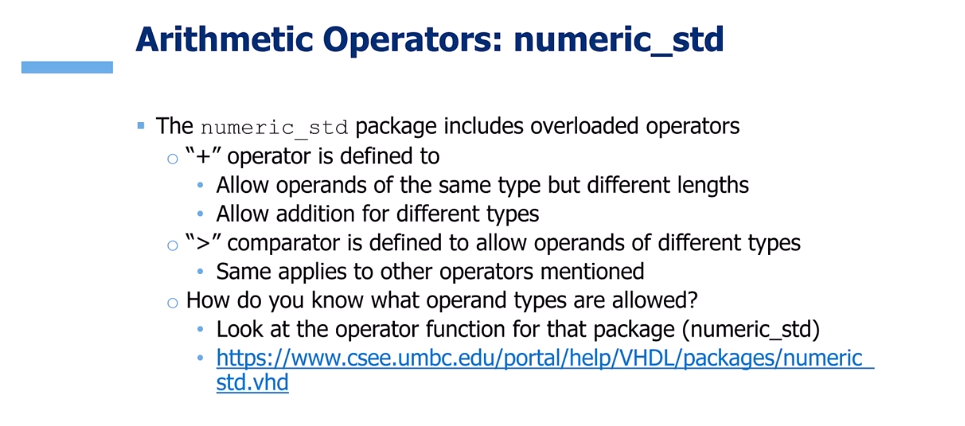 Arithmetic Operators: numeric_std
▪ The numeric_std package includes overloaded operators
o “+” operator is defined to
• Allow operands of the same type but different lengths
• Allow addition for different types
o “>” comparator is defined to allow operands of different types
• Same applies to other operators mentioned
o How do you know what operand types are allowed?
• Look at the operator function for that package (numeric_std)
• https://www.csee.umbc.edu/portal/help/VHDL/packages/numeric_
std.vhd